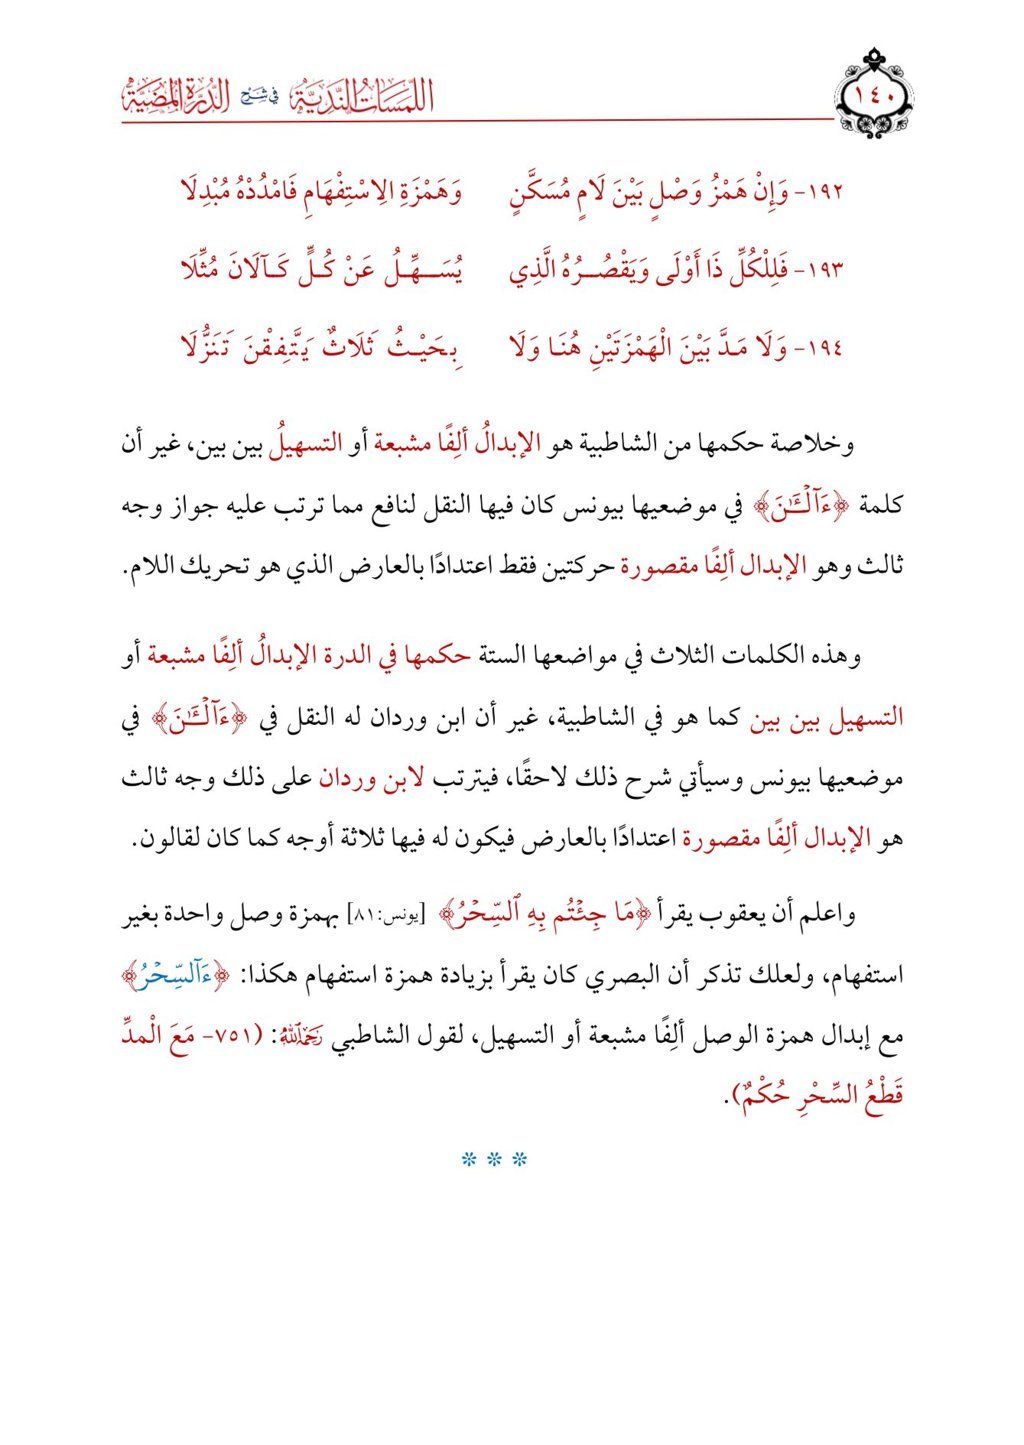 ١٤٠
اللمسات الندية في شرح الدرة المضية
١٩٢- وَإِنْ هَمْزُ وَصْلٍ بَيْنَ لَامٍ مُسَكَّنٍ وَهَمْزَةِ الِاسْتِفْهَامِ فَامْدُدْهُ مُبْدِلَا
١٩٣- فَلِلْكُلِّ ذَا أَوْلَى وَيَقْصُرُهُ الَّذِي يُسَهِّلُ عَنْ كُلٍّ كَآلَانَ مُثِّلَا
١٩٤- وَلَا مَدَّ بَيْنَ الْهَمْزَتَيْنِ هُنَا وَلَا بِحَيْثُ ثَلَاثٌ يَتَّفِقْنَ تَنَزُّلَا
وخلاصة حكمها من الشاطبية هو الإبدالُ ألِفًا مشبعة أو التسهيلُ بين بين، غير أن
كلمة ﴿ءَآلْـَٰٔنَ﴾ في موضعيها بيونس كان فيها النقل لنافع مما ترتب عليه جواز وجه
ثالث وهو الإبدال ألِفًا مقصورة حركتين فقط اعتدادًا بالعارض الذي هو تحريك اللام.
وهذه الكلمات الثلاث في مواضعها الستة حكمها في الدرة الإبدالُ ألِفًا مشبعة أو
التسهيل بين بين كما هو في الشاطبية، غير أن ابن وردان له النقل في ﴿ءَآلْـَٰٔنَ﴾ في
موضعيها بيونس وسيأتي شرح ذلك لاحقًا، فيترتب لابن وردان على ذلك وجه ثالث
هو الإبدال ألِفًا مقصورة اعتدادًا بالعارض فيكون له فيها ثلاثة أوجه كما كان لقالون.
واعلم أن يعقوب يقرأ ﴿مَا جِئْتُم بِهِ ٱلسِّحْرُ﴾ [يونس:٨١] بهمزة وصل واحدة بغير
استفهام، ولعلك تذكر أن البصري كان يقرأ بزيادة همزة استفهام هكذا: ﴿ءَآلسِّحْرُ﴾
مع إبدال همزة الوصل ألِفًا مشبعة أو التسهيل، لقول الشاطبي رَحِمَهُ ٱللَّهُ: (٧٥١- مَعَ الْمدِّ
قَطْعُ السِّحْرِ حُكْمٌ).
* * *